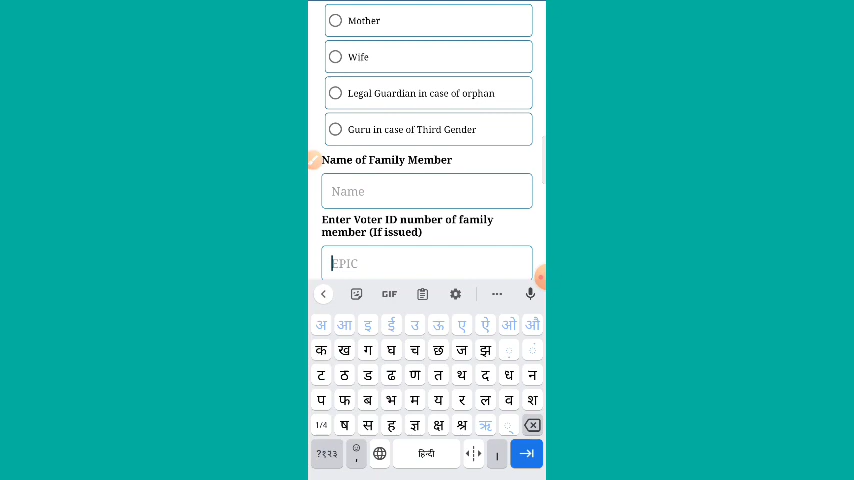 Mother
Wife
Legal Guardian in case of orphan
Guru in case of Third Gender
Name of Family Member
Name
Enter Voter ID number of family
member (If issued)
EPIC
GIF
अ आ इ ई उ ऊ ए ऐ ओ औ
क ख ग घ च छ ज झ
ट ठ ड ढ ण त थ द ध न
प फ ब भ म य र ल व श
1/4 ष स ह ज्ञ क्ष श्र ऋ
?१२३ , हिन्दी ।